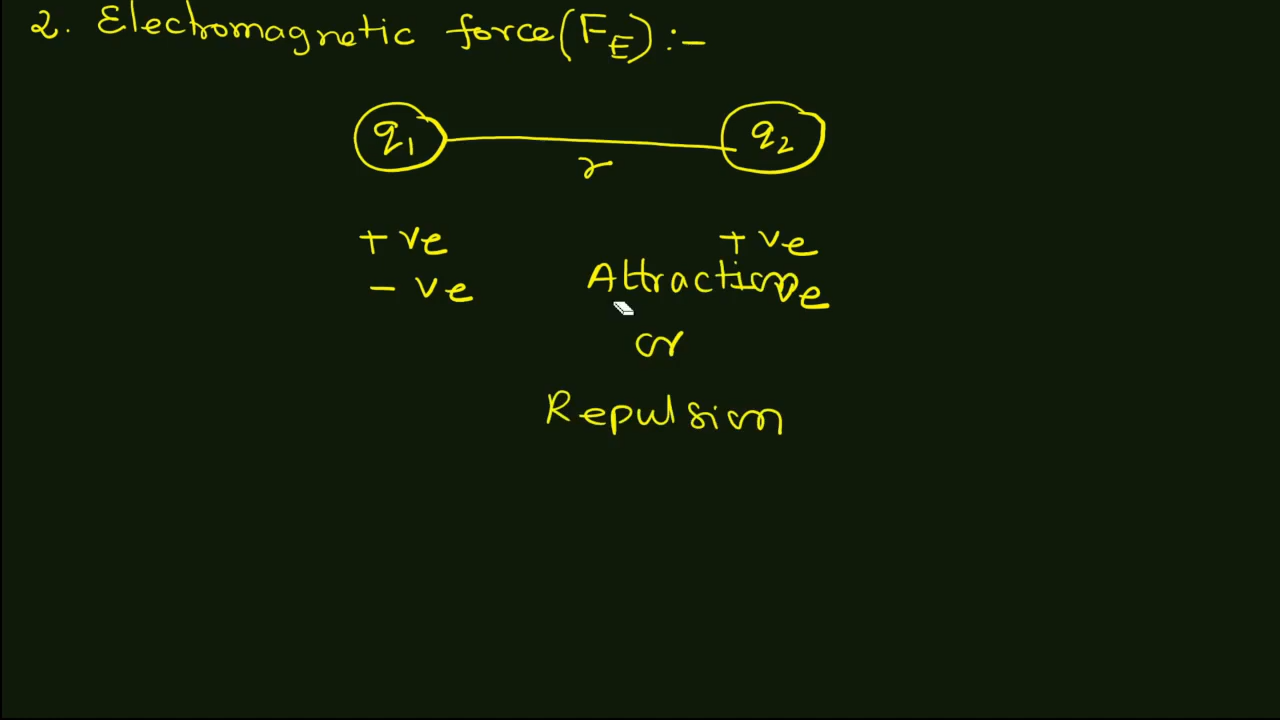 2. Electromagnetic force (F_E) :-
q1 q2
r
+ve +ve
-ve Attraction ve
or
Repulsion